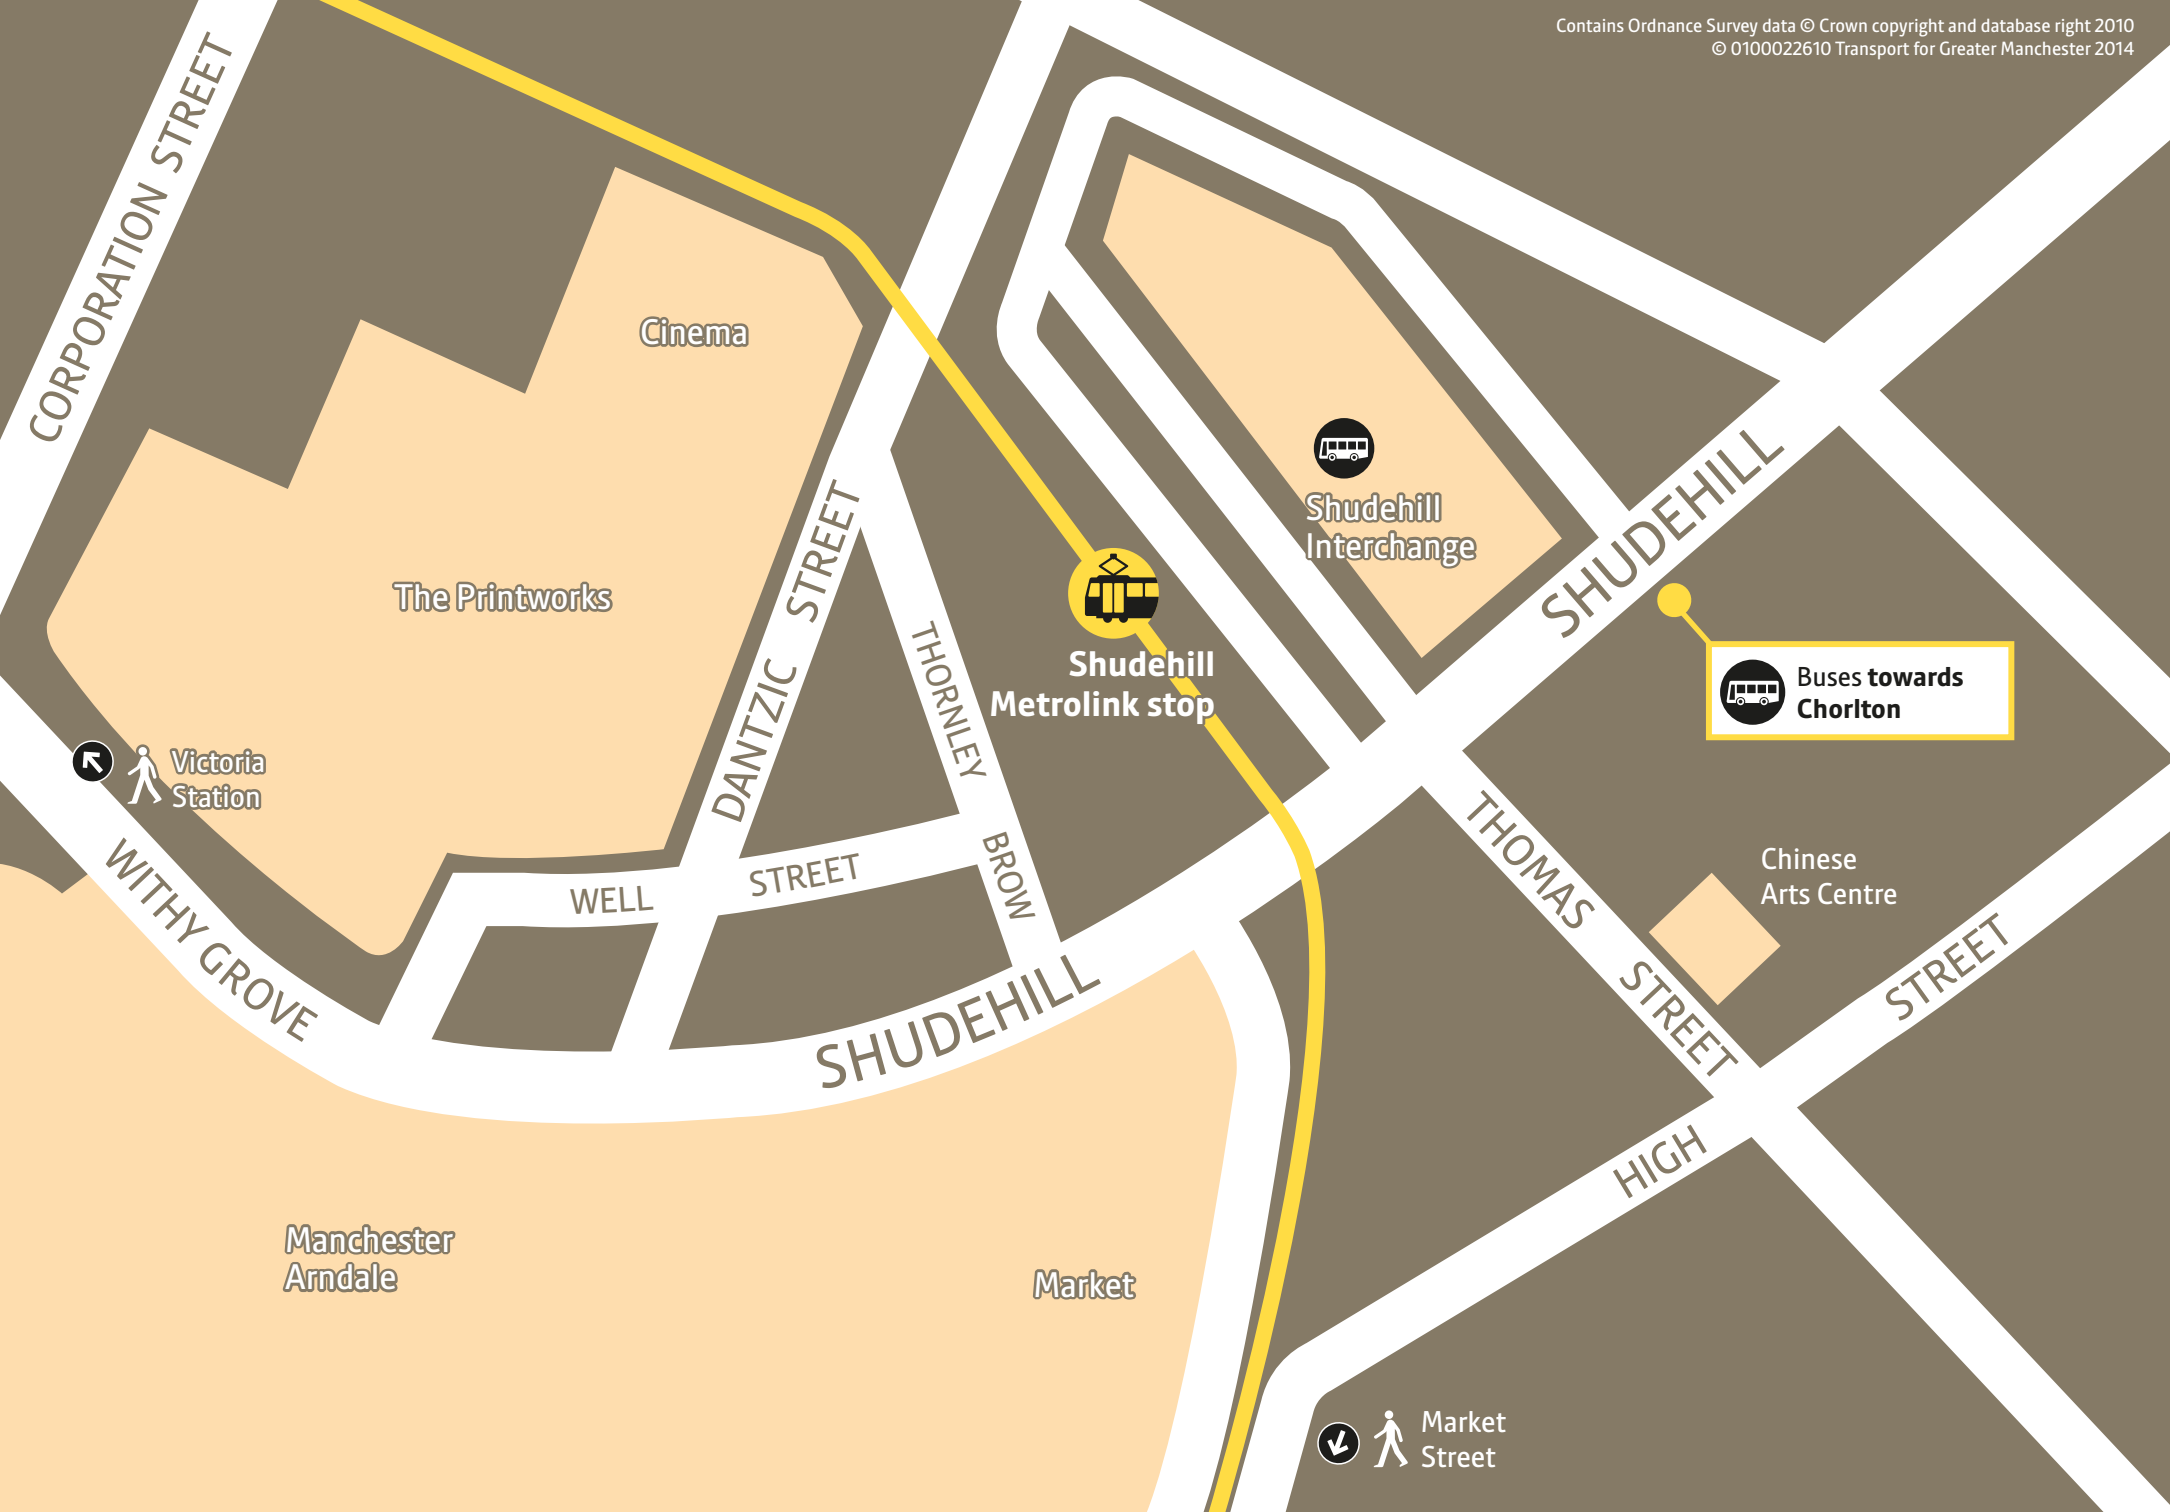 Contains Ordnance Survey data © Crown copyright and database right 2010
© 0100022610 Transport for Greater Manchester 2014
CORPORATION STREET
Cinema
Shudehill
Interchange
SHUDEHILL
The Printworks
DANTZIC STREET
THORNLEY BROW
Shudehill
Metrolink stop
Buses towards
Chorlton
Victoria
Station
WITHY GROVE
WELL STREET
SHUDEHILL
THOMAS STREET
Chinese
Arts Centre
HIGH STREET
Manchester
Arndale
Market
Market
Street